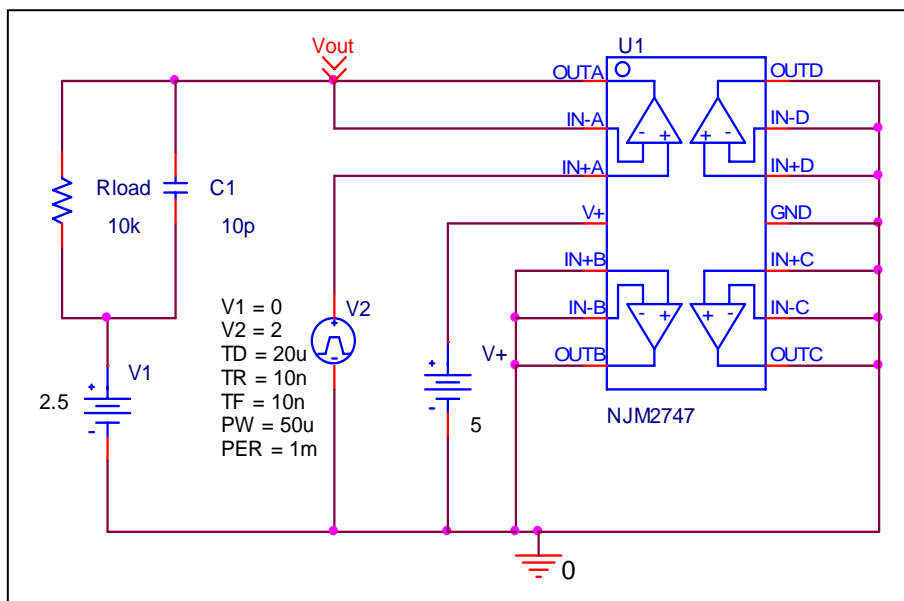 Vout
U1
OUTA
OUTD
IN-A
IN-D
IN+A
IN+D
V+
GND
IN+B
IN+C
IN-B
IN-C
OUTB
OUTC
- + + -
- + + -
NJM2747
Rload
10k
C1
10p
V1 = 0
V2 = 2
TD = 20u
TR = 10n
TF = 10n
PW = 50u
PER = 1m
V2
+
-
V+
+
-
5
V1
+
-
2.5
0